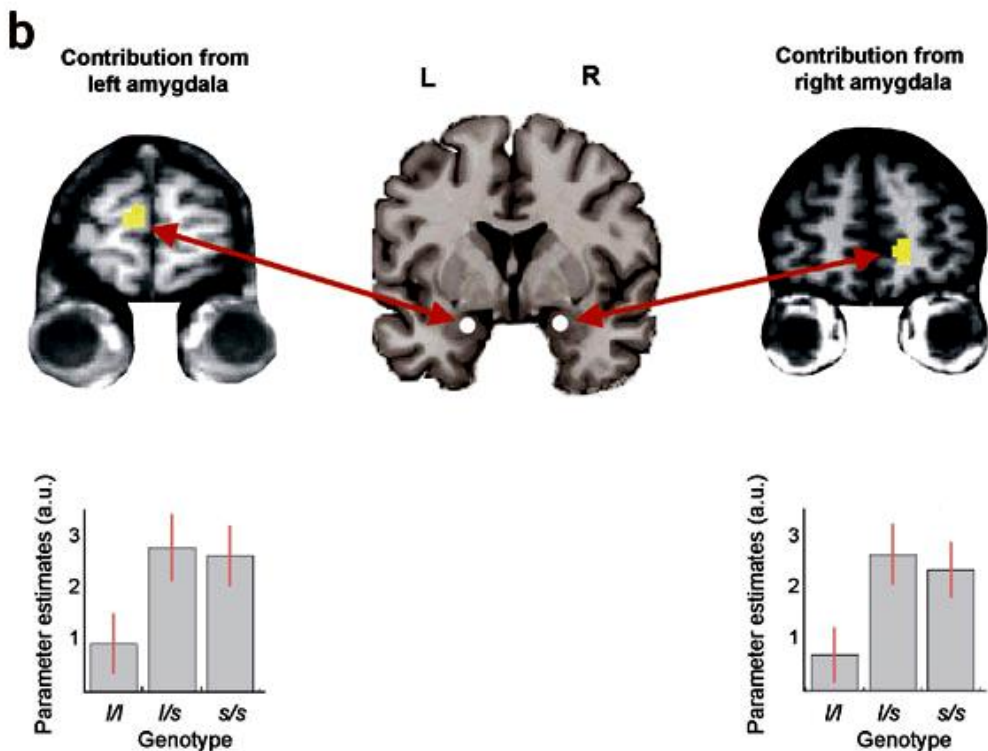 b
Contribution from
left amygdala
L
R
Contribution from
right amygdala
Parameter estimates (a.u.)
3
2
1
l/l
l/s
s/s
Genotype
Parameter estimates (a.u.)
3
2
1
l/l
l/s
s/s
Genotype